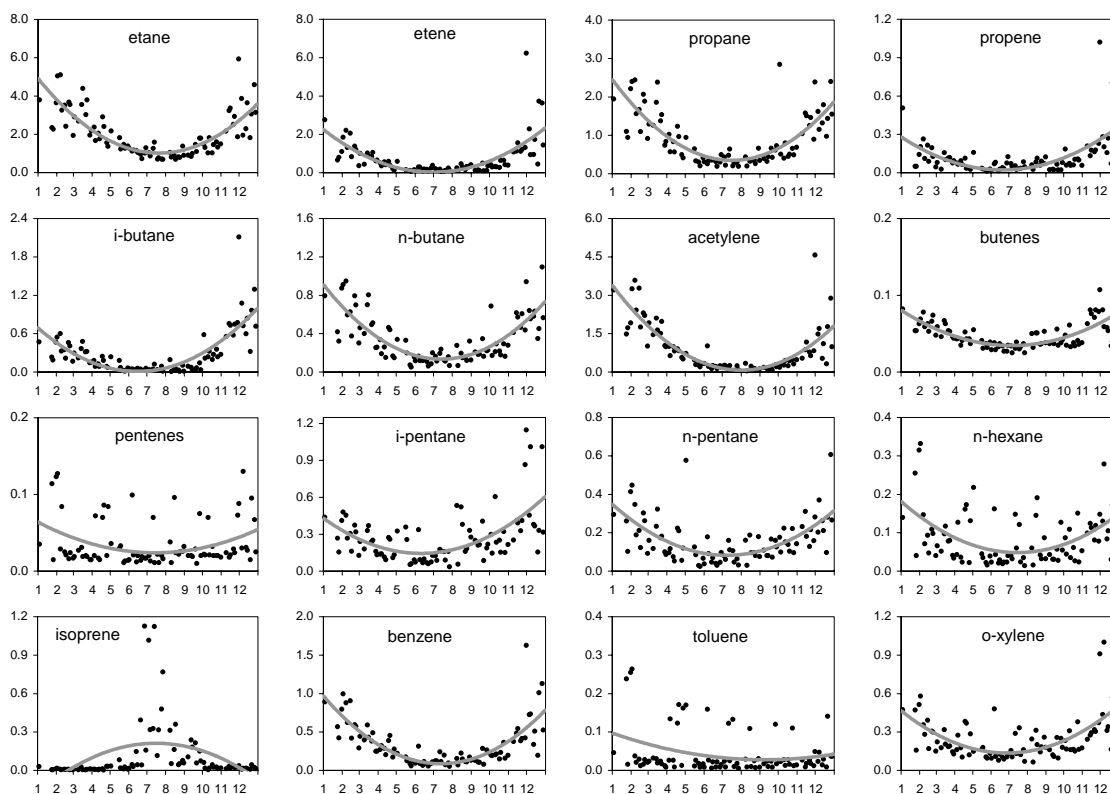 8.0
etane
6.0
4.0
2.0
0.0
1 2 3 4 5 6 7 8 9 10 11 12
8.0
etene
6.0
4.0
2.0
0.0
1 2 3 4 5 6 7 8 9 10 11 12
4.0
propane
3.0
2.0
1.0
0.0
1 2 3 4 5 6 7 8 9 10 11 12
1.2
propene
0.9
0.6
0.3
0.0
1 2 3 4 5 6 7 8 9 10 11 12
2.4
i-butane
1.8
1.2
0.6
0.0
1 2 3 4 5 6 7 8 9 10 11 12
1.6
n-butane
1.2
0.8
0.4
0.0
1 2 3 4 5 6 7 8 9 10 11 12
6.0
acetylene
4.5
3.0
1.5
0.0
1 2 3 4 5 6 7 8 9 10 11 12
0.2
butenes
0.1
0.0
1 2 3 4 5 6 7 8 9 10 11 12
0.2
pentenes
0.1
0.0
1 2 3 4 5 6 7 8 9 10 11 12
1.2
i-pentane
0.9
0.6
0.3
0.0
1 2 3 4 5 6 7 8 9 10 11 12
0.8
n-pentane
0.6
0.4
0.2
0.0
1 2 3 4 5 6 7 8 9 10 11 12
0.4
n-hexane
0.3
0.2
0.1
0.0
1 2 3 4 5 6 7 8 9 10 11 12
1.2
isoprene
0.9
0.6
0.3
0.0
1 2 3 4 5 6 7 8 9 10 11 12
2.0
benzene
1.5
1.0
0.5
0.0
1 2 3 4 5 6 7 8 9 10 11 12
0.4
toluene
0.3
0.2
0.1
0.0
1 2 3 4 5 6 7 8 9 10 11 12
1.2
o-xylene
0.9
0.6
0.3
0.0
1 2 3 4 5 6 7 8 9 10 11 12